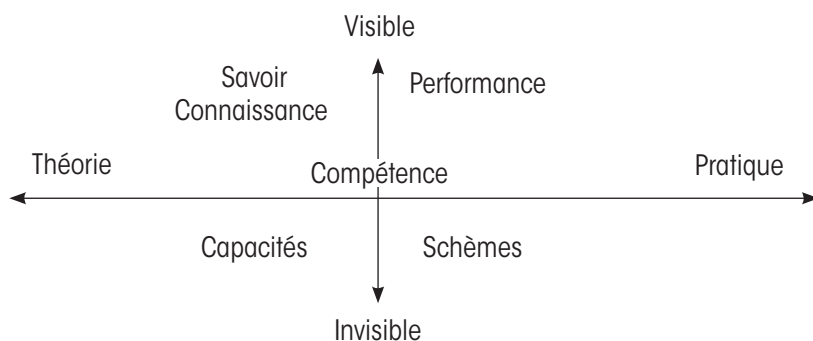 Visible
Savoir
Connaissance
Performance
Théorie
Compétence
Pratique
Capacités
Schèmes
Invisible